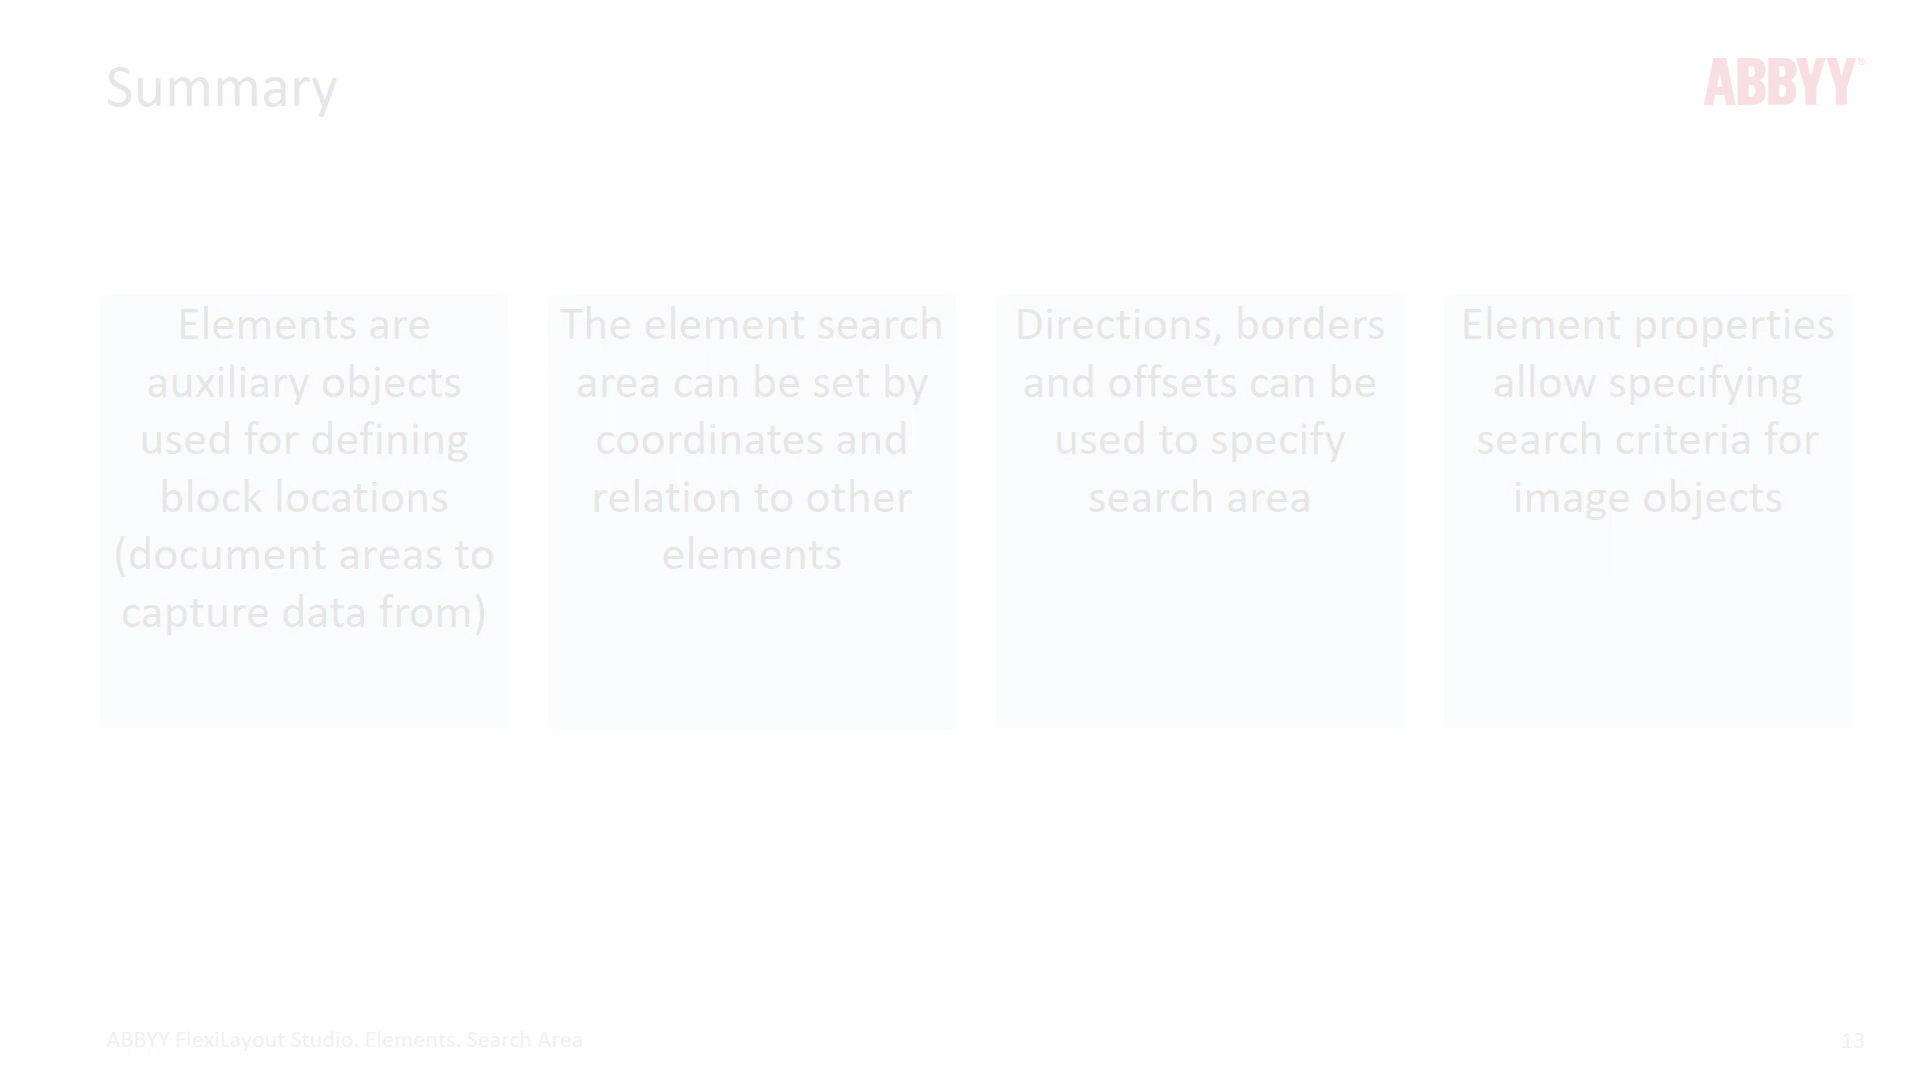 Summary
ABBYY®
Elements are
auxiliary objects
used for defining
block locations
(document areas to
capture data from)
The element search
area can be set by
coordinates and
relation to other
elements
Directions, borders
and offsets can be
used to specify
search area
Element properties
allow specifying
search criteria for
image objects
ABBYY FlexiLayout Studio. Elements. Search Area
13